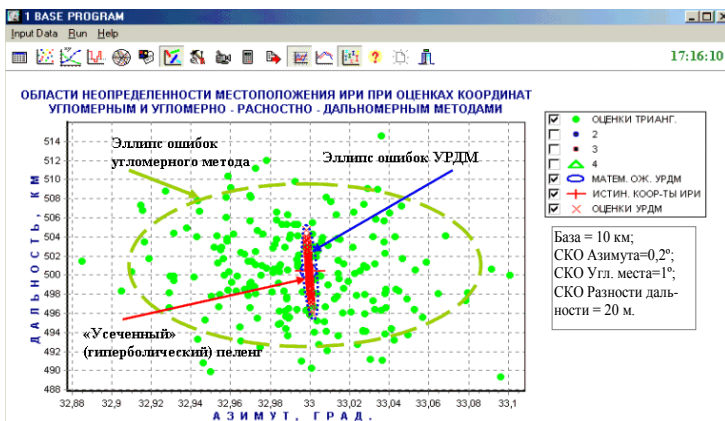 1 BASE PROGRAM
Input Data Run Help
17:16:10
ОБЛАСТИ НЕОПРЕДЕЛЕННОСТИ МЕСТОПОЛОЖЕНИЯ ИРИ ПРИ ОЦЕНКАХ КООРДИНАТ
УГЛОМЕРНЫМ И УГЛОМЕРНО - РАСНОСТНО - ДАЛЬНОМЕРНЫМ МЕТОДАМИ
Эллипс ошибок
угломерного метода
Эллипс ошибок УРДМ
«Усеченный»
(гиперболический) пеленг
ДАЛЬНОСТЬ, КМ
514
512
510
508
506
504
502
500
498
496
494
492
490
488
32,88 32,9 32,92 32,94 32,96 32,98 33 33,02 33,04 33,06 33,08 33,1
АЗИМУТ, ГРАД.
ОЦЕНКИ ТРИАНГ.
2
3
4
МАТЕМ. ОЖ. УРДМ
ИСТИН. КООР-ТЫ ИРИ
ОЦЕНКИ УРДМ
База = 10 км;
СКО Азимута=0,2º;
СКО Угл. места=1º;
СКО Разности даль-
ности = 20 м.